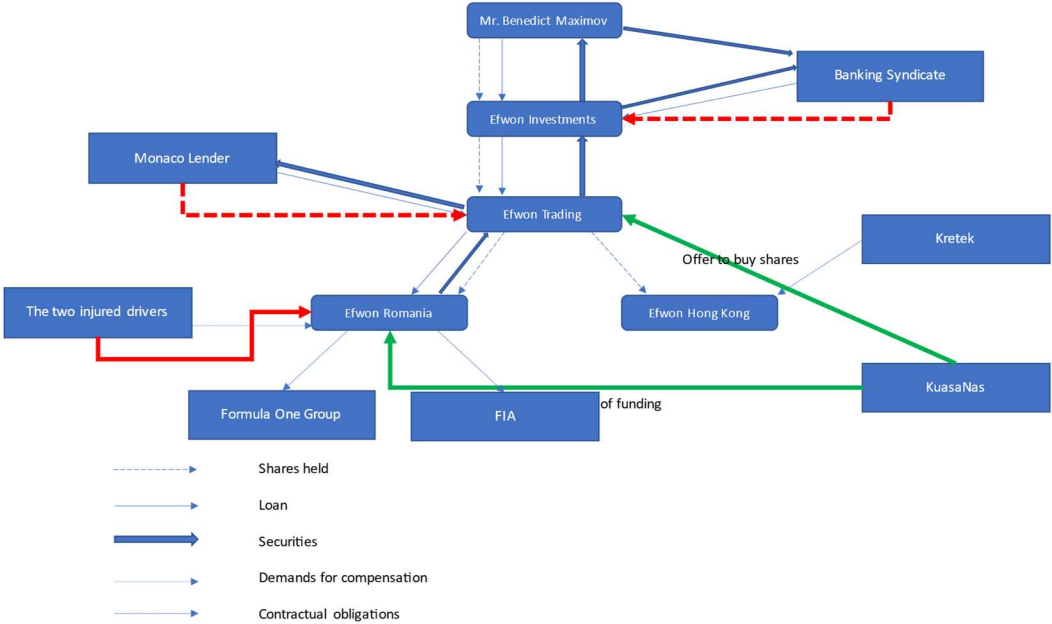 Mr. Benedict Maximov
Banking Syndicate
Efwon Investments
Monaco Lender
Efwon Trading
Kretek
Offer to buy shares
The two injured drivers
Efwon Romania
Efwon Hong Kong
KuasaNas
of funding
Formula One Group
FIA
Shares held
Loan
Securities
Demands for compensation
Contractual obligations